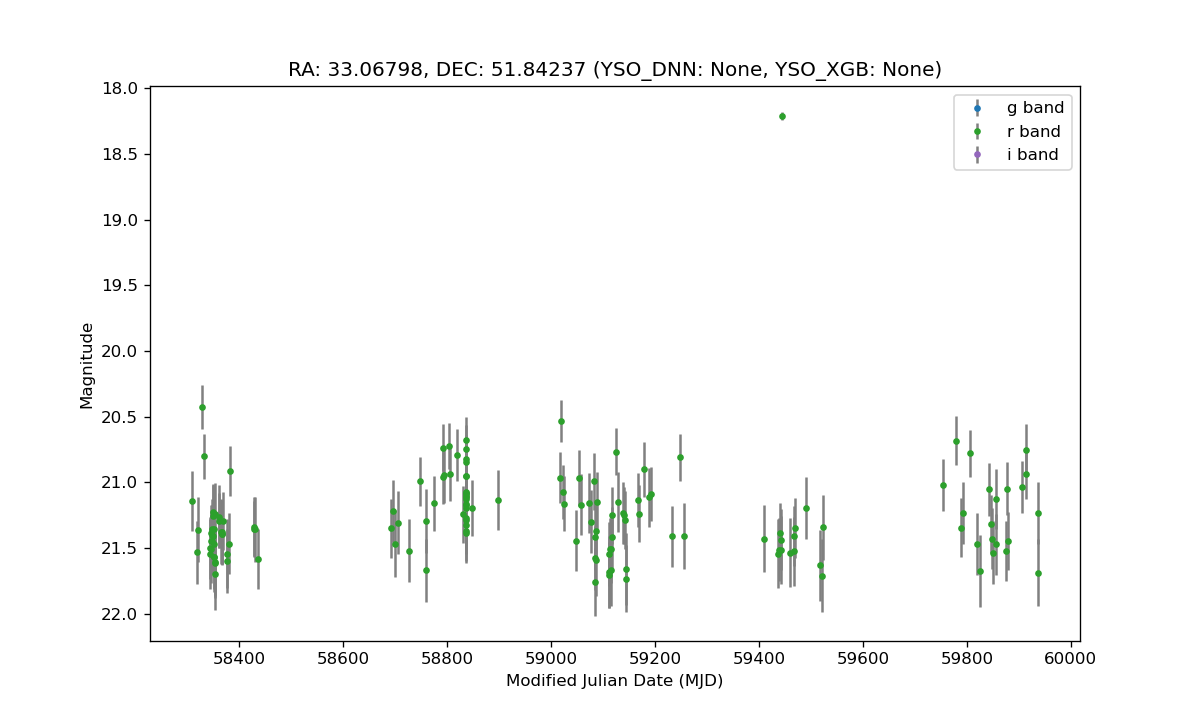 RA: 33.06798, DEC: 51.84237 (YSO_DNN: None, YSO_XGB: None)
18.0
18.5
19.0
19.5
20.0
20.5
21.0
21.5
22.0
Magnitude
g band
r band
i band
58400 58600 58800 59000 59200 59400 59600 59800 60000
Modified Julian Date (MJD)